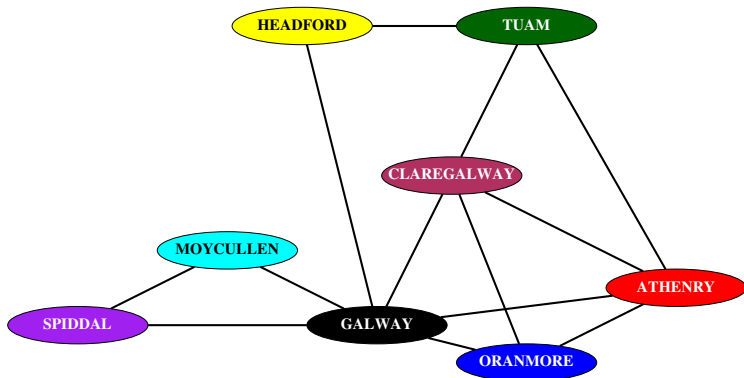 HEADFORD
TUAM
CLAREGALWAY
MOYCULLEN
ATHENRY
SPIDDAL
GALWAY
ORANMORE